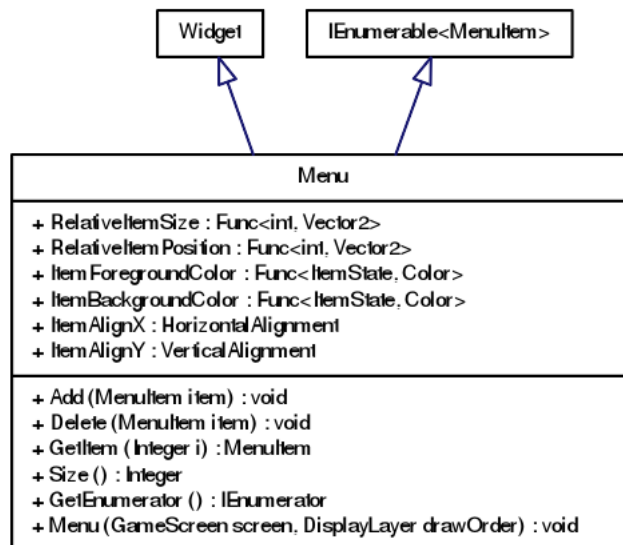 Widget
IEnumerable<MenuItem>
Menu
+ RelativeItemSize : Func<int, Vector2>
+ RelativeItemPosition : Func<int, Vector2>
+ ItemForegroundColor : Func<ItemState, Color>
+ ItemBackgroundColor : Func<ItemState, Color>
+ ItemAlignX : HorizontalAlignment
+ ItemAlignY : VerticalAlignment
+ Add (MenuItem item) : void
+ Delete (MenuItem item) : void
+ GetItem (Integer i) : MenuItem
+ Size () : Integer
+ GetEnumerator () : IEnumerator
+ Menu (GameScreen screen, DisplayLayer drawOrder) : void